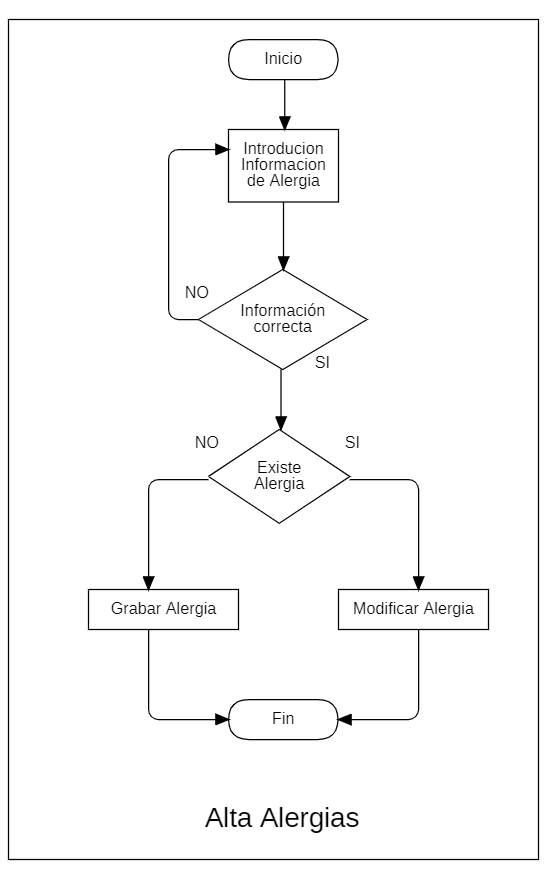 Inicio
Introducion
Informacion
de Alergia
NO
Información
correcta
SI
NO
SI
Existe
Alergia
Grabar Alergia
Modificar Alergia
Fin
Alta Alergias